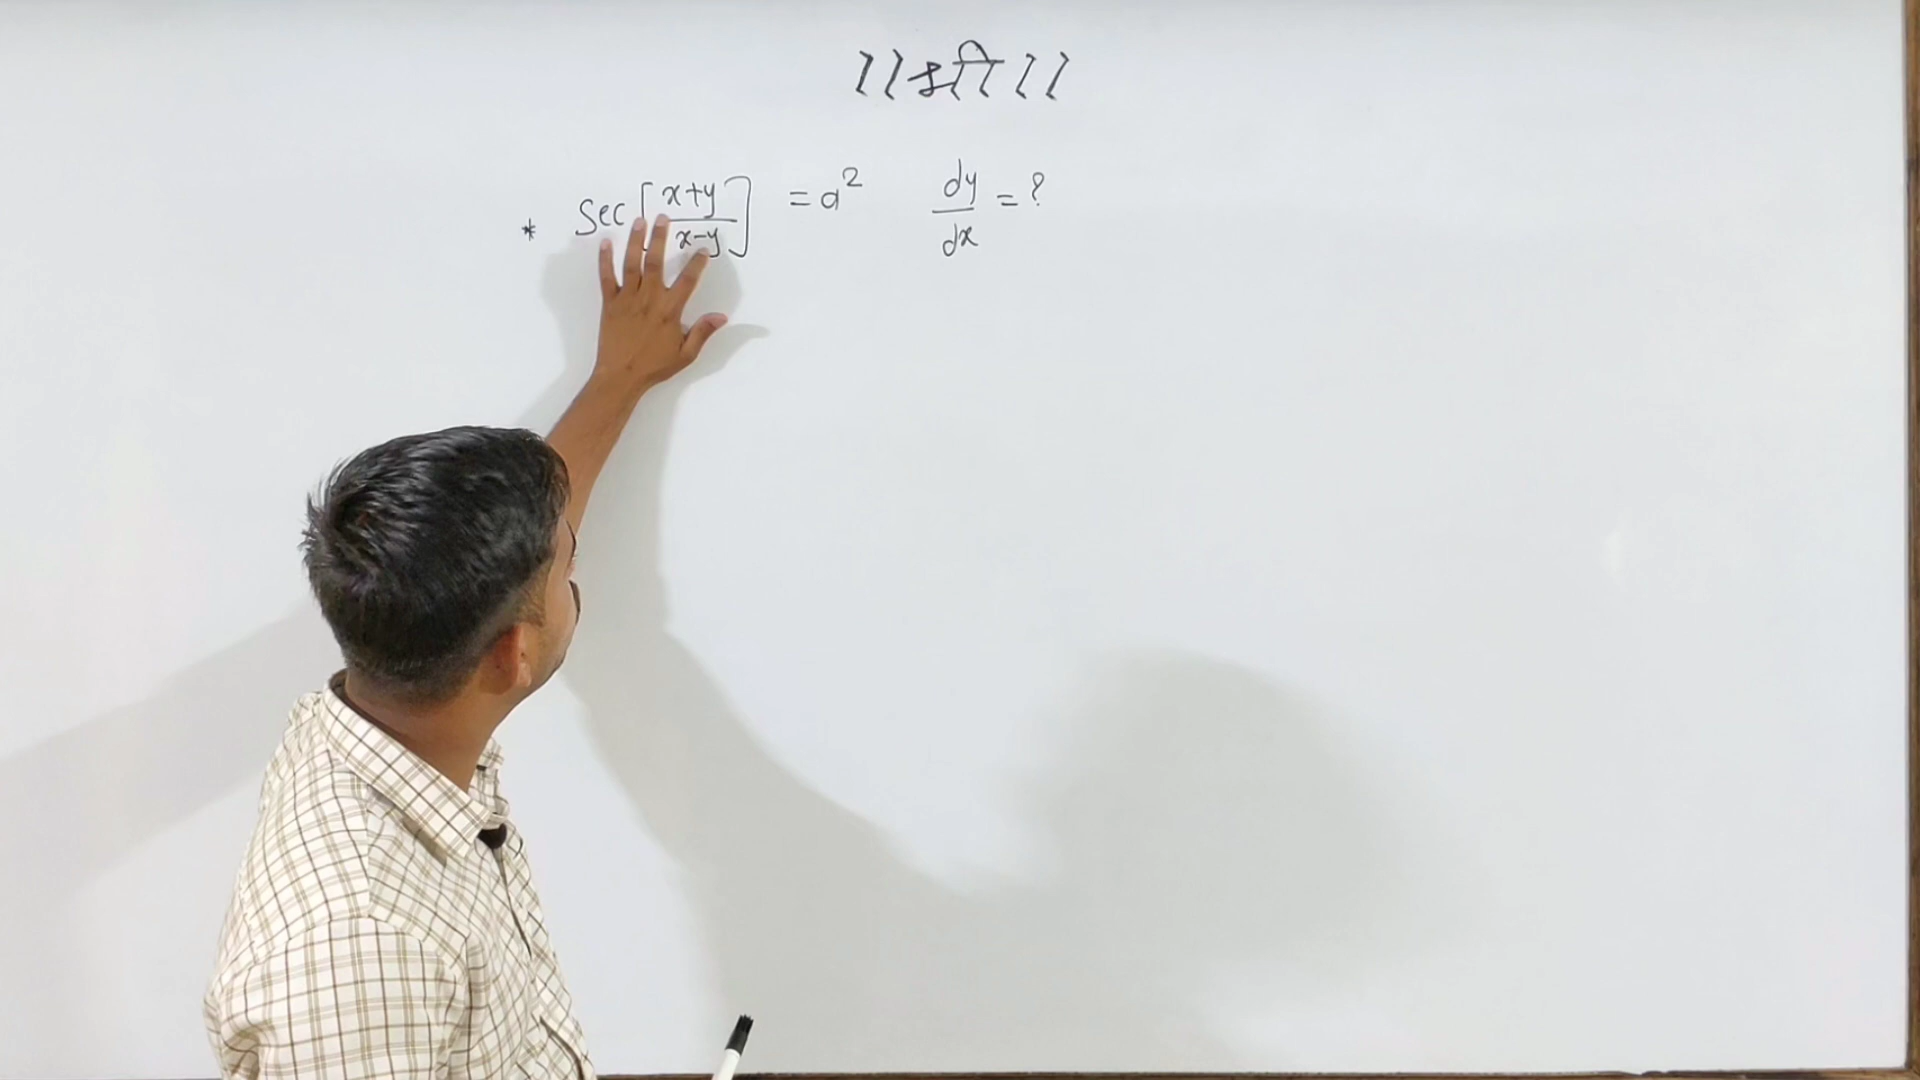 ।।श्री।।
* Sec[x+y/x-y] = a² dy/dx = ?